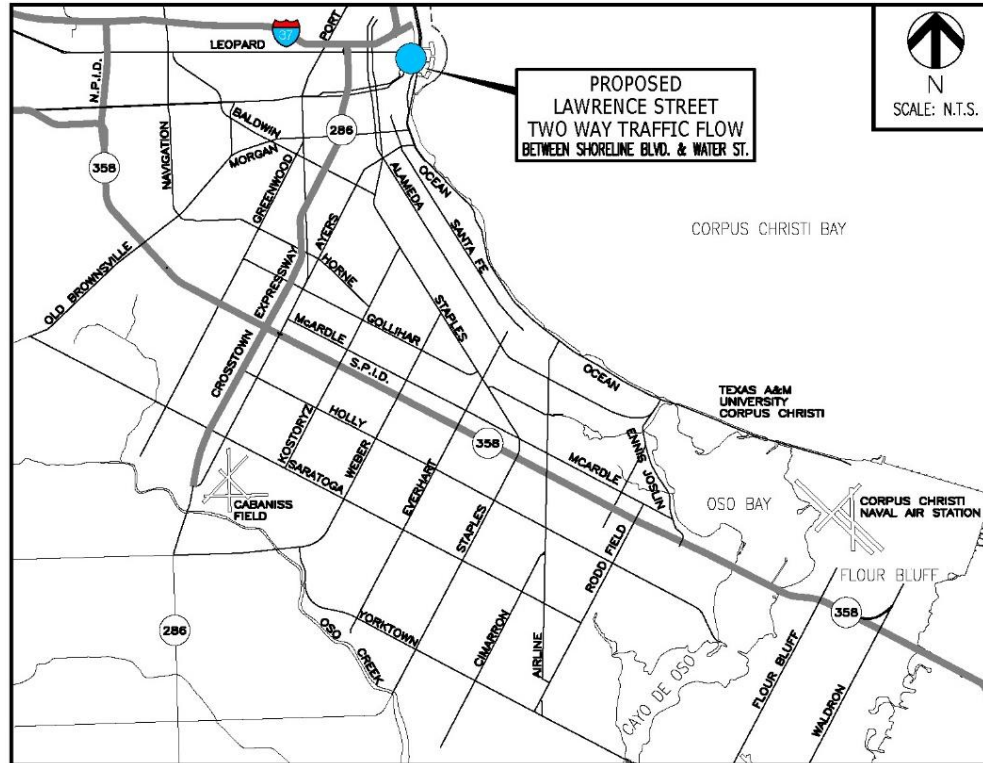 PORT
37
LEOPARD
N.P.I.D.
N
SCALE: N.T.S.
PROPOSED
LAWRENCE STREET
TWO WAY TRAFFIC FLOW
BETWEEN SHORELINE BLVD. & WATER ST.
BALDWIN
286
MORGAN
NAVIGATION
358
GREENWOOD
ALAMEDA
OCEAN
AYERS
SANTA FE
CORPUS CHRISTI BAY
OLD BROWNSVILLE
EXPRESSWAY
HORNE
STAPLES
McARDLE
GOLLIHAR
CROSSTOWN
S.P.I.D.
OCEAN
TEXAS A&M
UNIVERSITY
CORPUS CHRISTI
HOLLY
KOSTORYZ
WEBER
SARATOGA
EVERHART
358
MCARDLE
ENNIS JOSLIN
CABANISS
FIELD
STAPLES
OSO BAY
CORPUS CHRISTI
NAVAL AIR STATION
RODD FIELD
FLOUR BLUFF
358
286
YORKTOWN
OSO
CREEK
CIMARRON
AIRLINE
CAYO DE OSO
FLOUR BLUFF
WALDRON